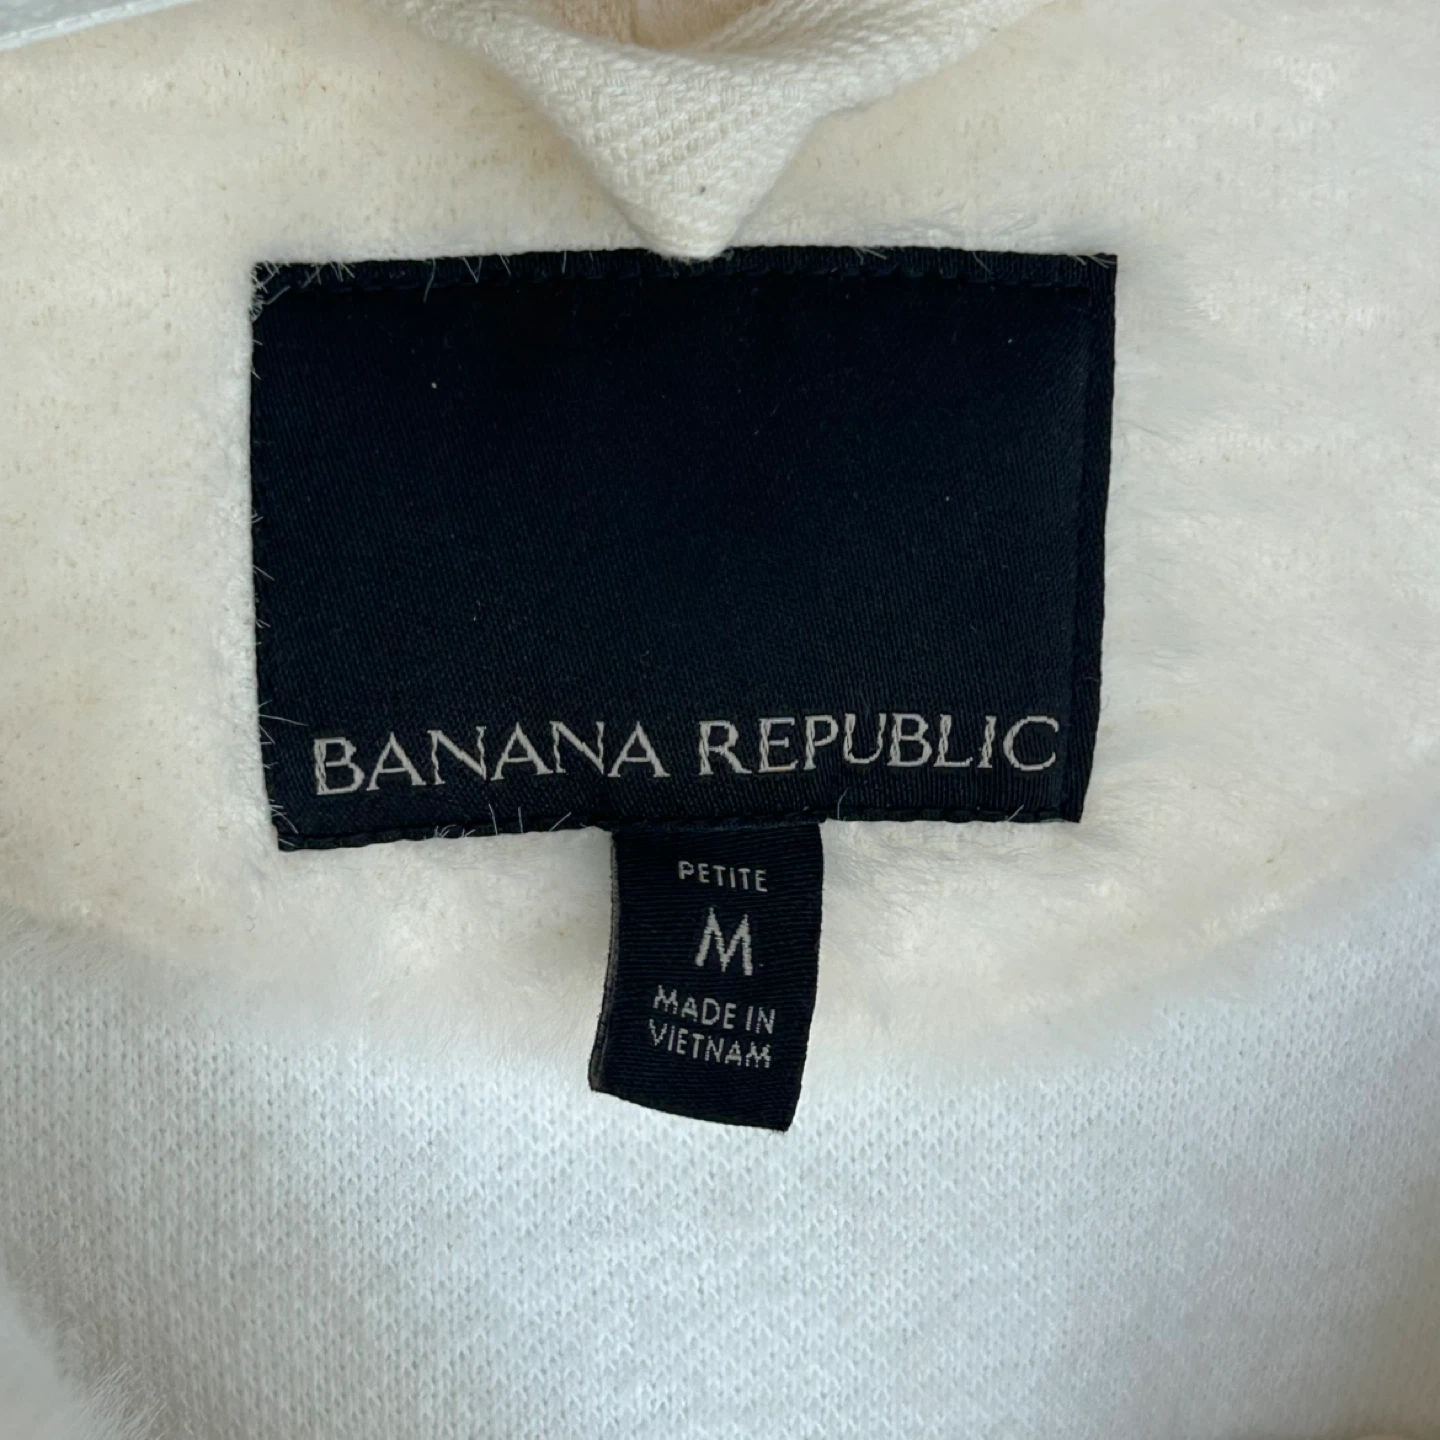 BANANA REPUBLIC
PETITE
M
MADE IN
VIETNAM